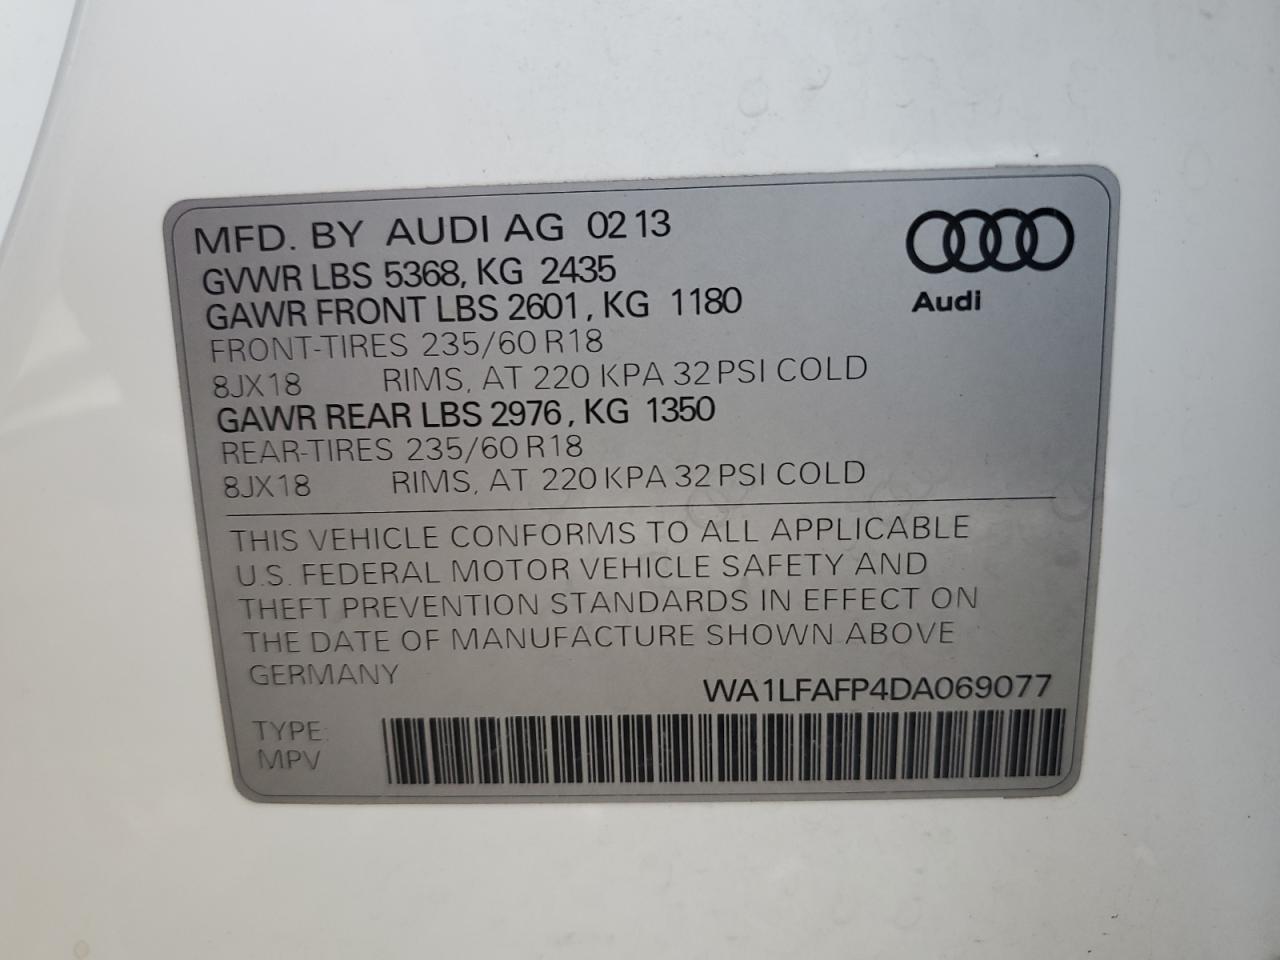 MFD. BY AUDI AG 02 13
GVWR LBS 5368, KG 2435
GAWR FRONT LBS 2601, KG 1180
FRONT-TIRES 235/60 R18
8JX18 RIMS, AT 220 KPA 32 PSI COLD
GAWR REAR LBS 2976, KG 1350
REAR-TIRES 235/60 R18
8JX18 RIMS, AT 220 KPA 32 PSI COLD
Audi
THIS VEHICLE CONFORMS TO ALL APPLICABLE
U.S. FEDERAL MOTOR VEHICLE SAFETY AND
THEFT PREVENTION STANDARDS IN EFFECT ON
THE DATE OF MANUFACTURE SHOWN ABOVE
GERMANY
WA1LFAFP4DA069077
TYPE:
MPV